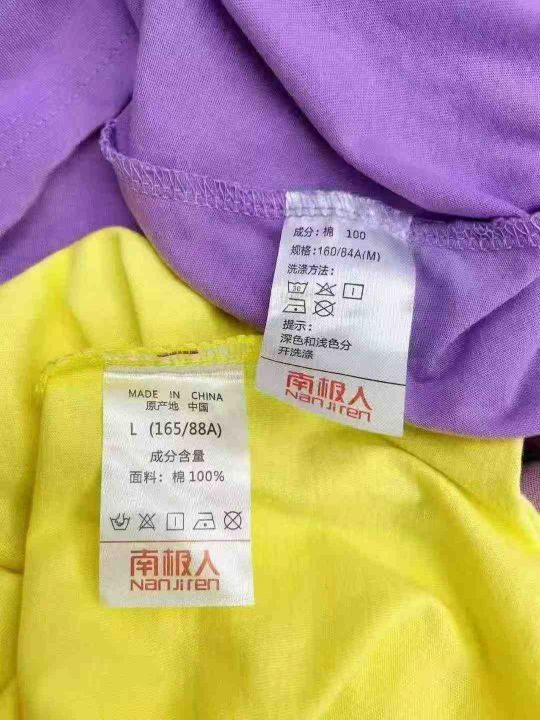 成分: 棉 100
规格: 160/84A(M)
洗涤方法:
30
提示:
深色和浅色分
开洗涤
南极人
Nanjiren
MADE IN CHINA
原产地 中国
L (165/88A)
成分含量
面料: 棉 100%
南极人
Nanjiren